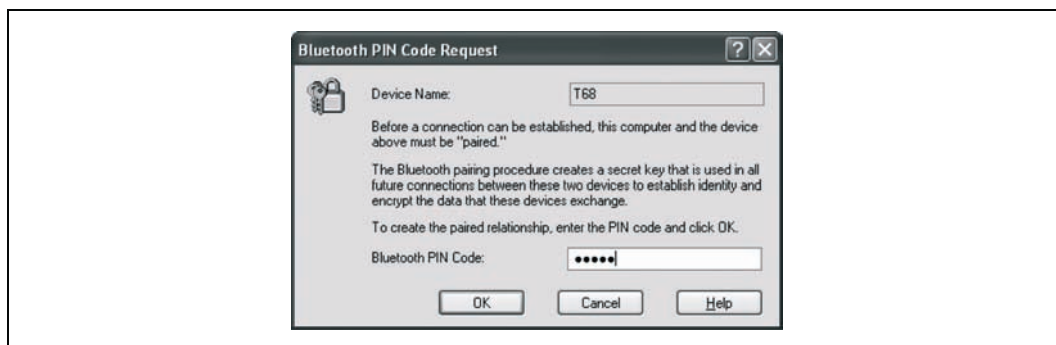 Bluetooth PIN Code Request
Device Name: T68
Before a connection can be established, this computer and the device
above must be "paired."
The Bluetooth pairing procedure creates a secret key that is used in all
future connections between these two devices to establish identity and
encrypt the data that these devices exchange.
To create the paired relationship, enter the PIN code and click OK.
Bluetooth PIN Code: •••••
OK Cancel Help